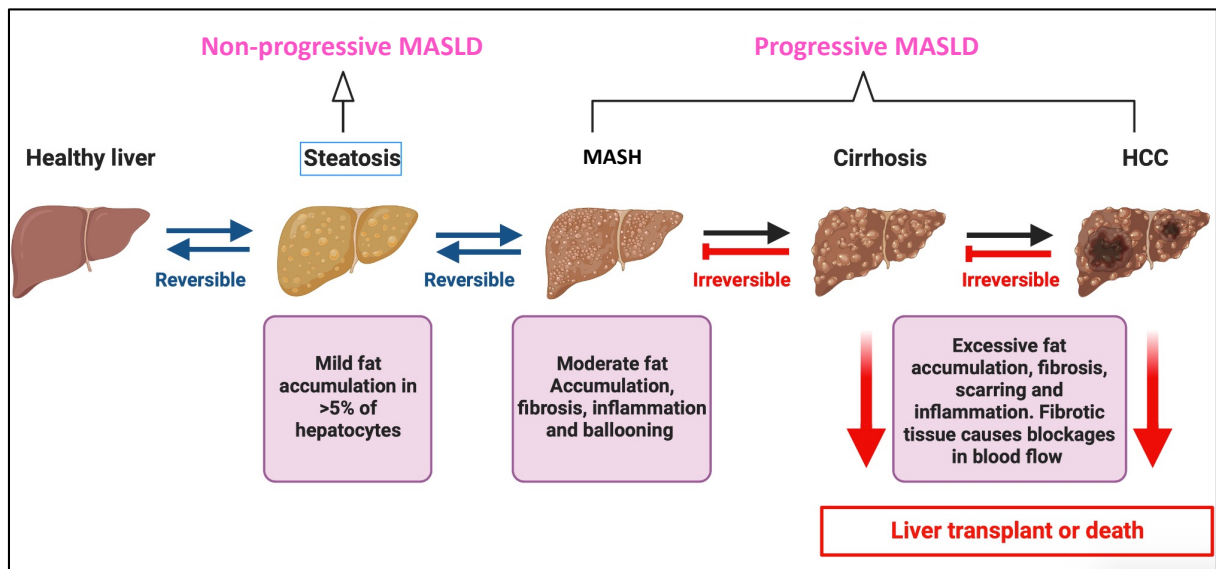 Non-progressive MASLD
Progressive MASLD
Healthy liver
Steatosis
MASH
Cirrhosis
HCC
Reversible
Reversible
Irreversible
Irreversible
Mild fat
accumulation in
>5% of
hepatocytes
Moderate fat
Accumulation,
fibrosis, inflammation
and ballooning
Excessive fat
accumulation, fibrosis,
scarring and
inflammation. Fibrotic
tissue causes blockages
in blood flow
Liver transplant or death